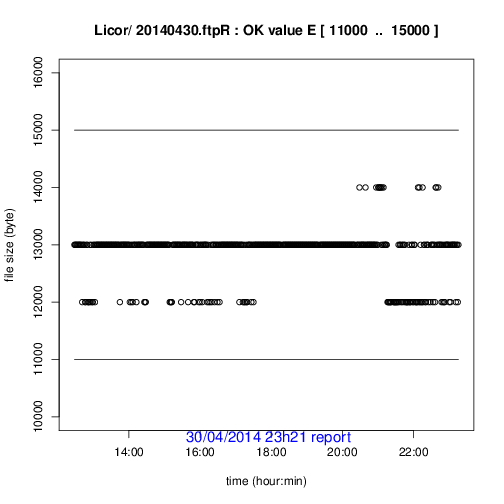 Licor/ 20140430.ftpR : OK value E [ 11000 .. 15000 ]
file size (byte)
16000
15000
14000
13000
12000
11000
10000
30/04/2014 23h21 report
14:00 16:00 18:00 20:00 22:00
time (hour:min)